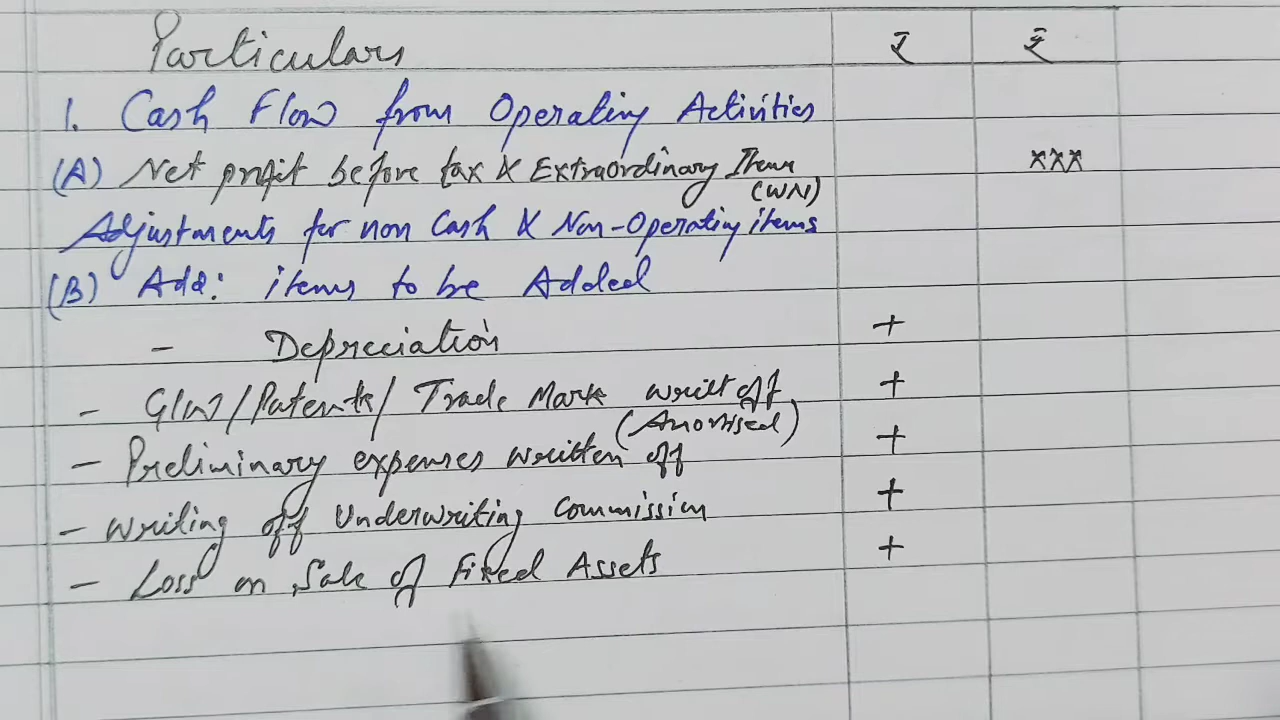 Particulars ₹ ₹
1. Cash Flow from Operating Activities
(A) Net profit before tax & Extraordinary Items xxx
(WN)
Adjustments for non Cash & Non-Operating items
(B) Add: items to be Added
- Depreciation +
- G/W/Patents/Trade Mark writt off +
(Amortised)
- Preliminary expenses written off +
- Writing off Underwriting Commission +
- Loss on Sale of Fixed Assets +